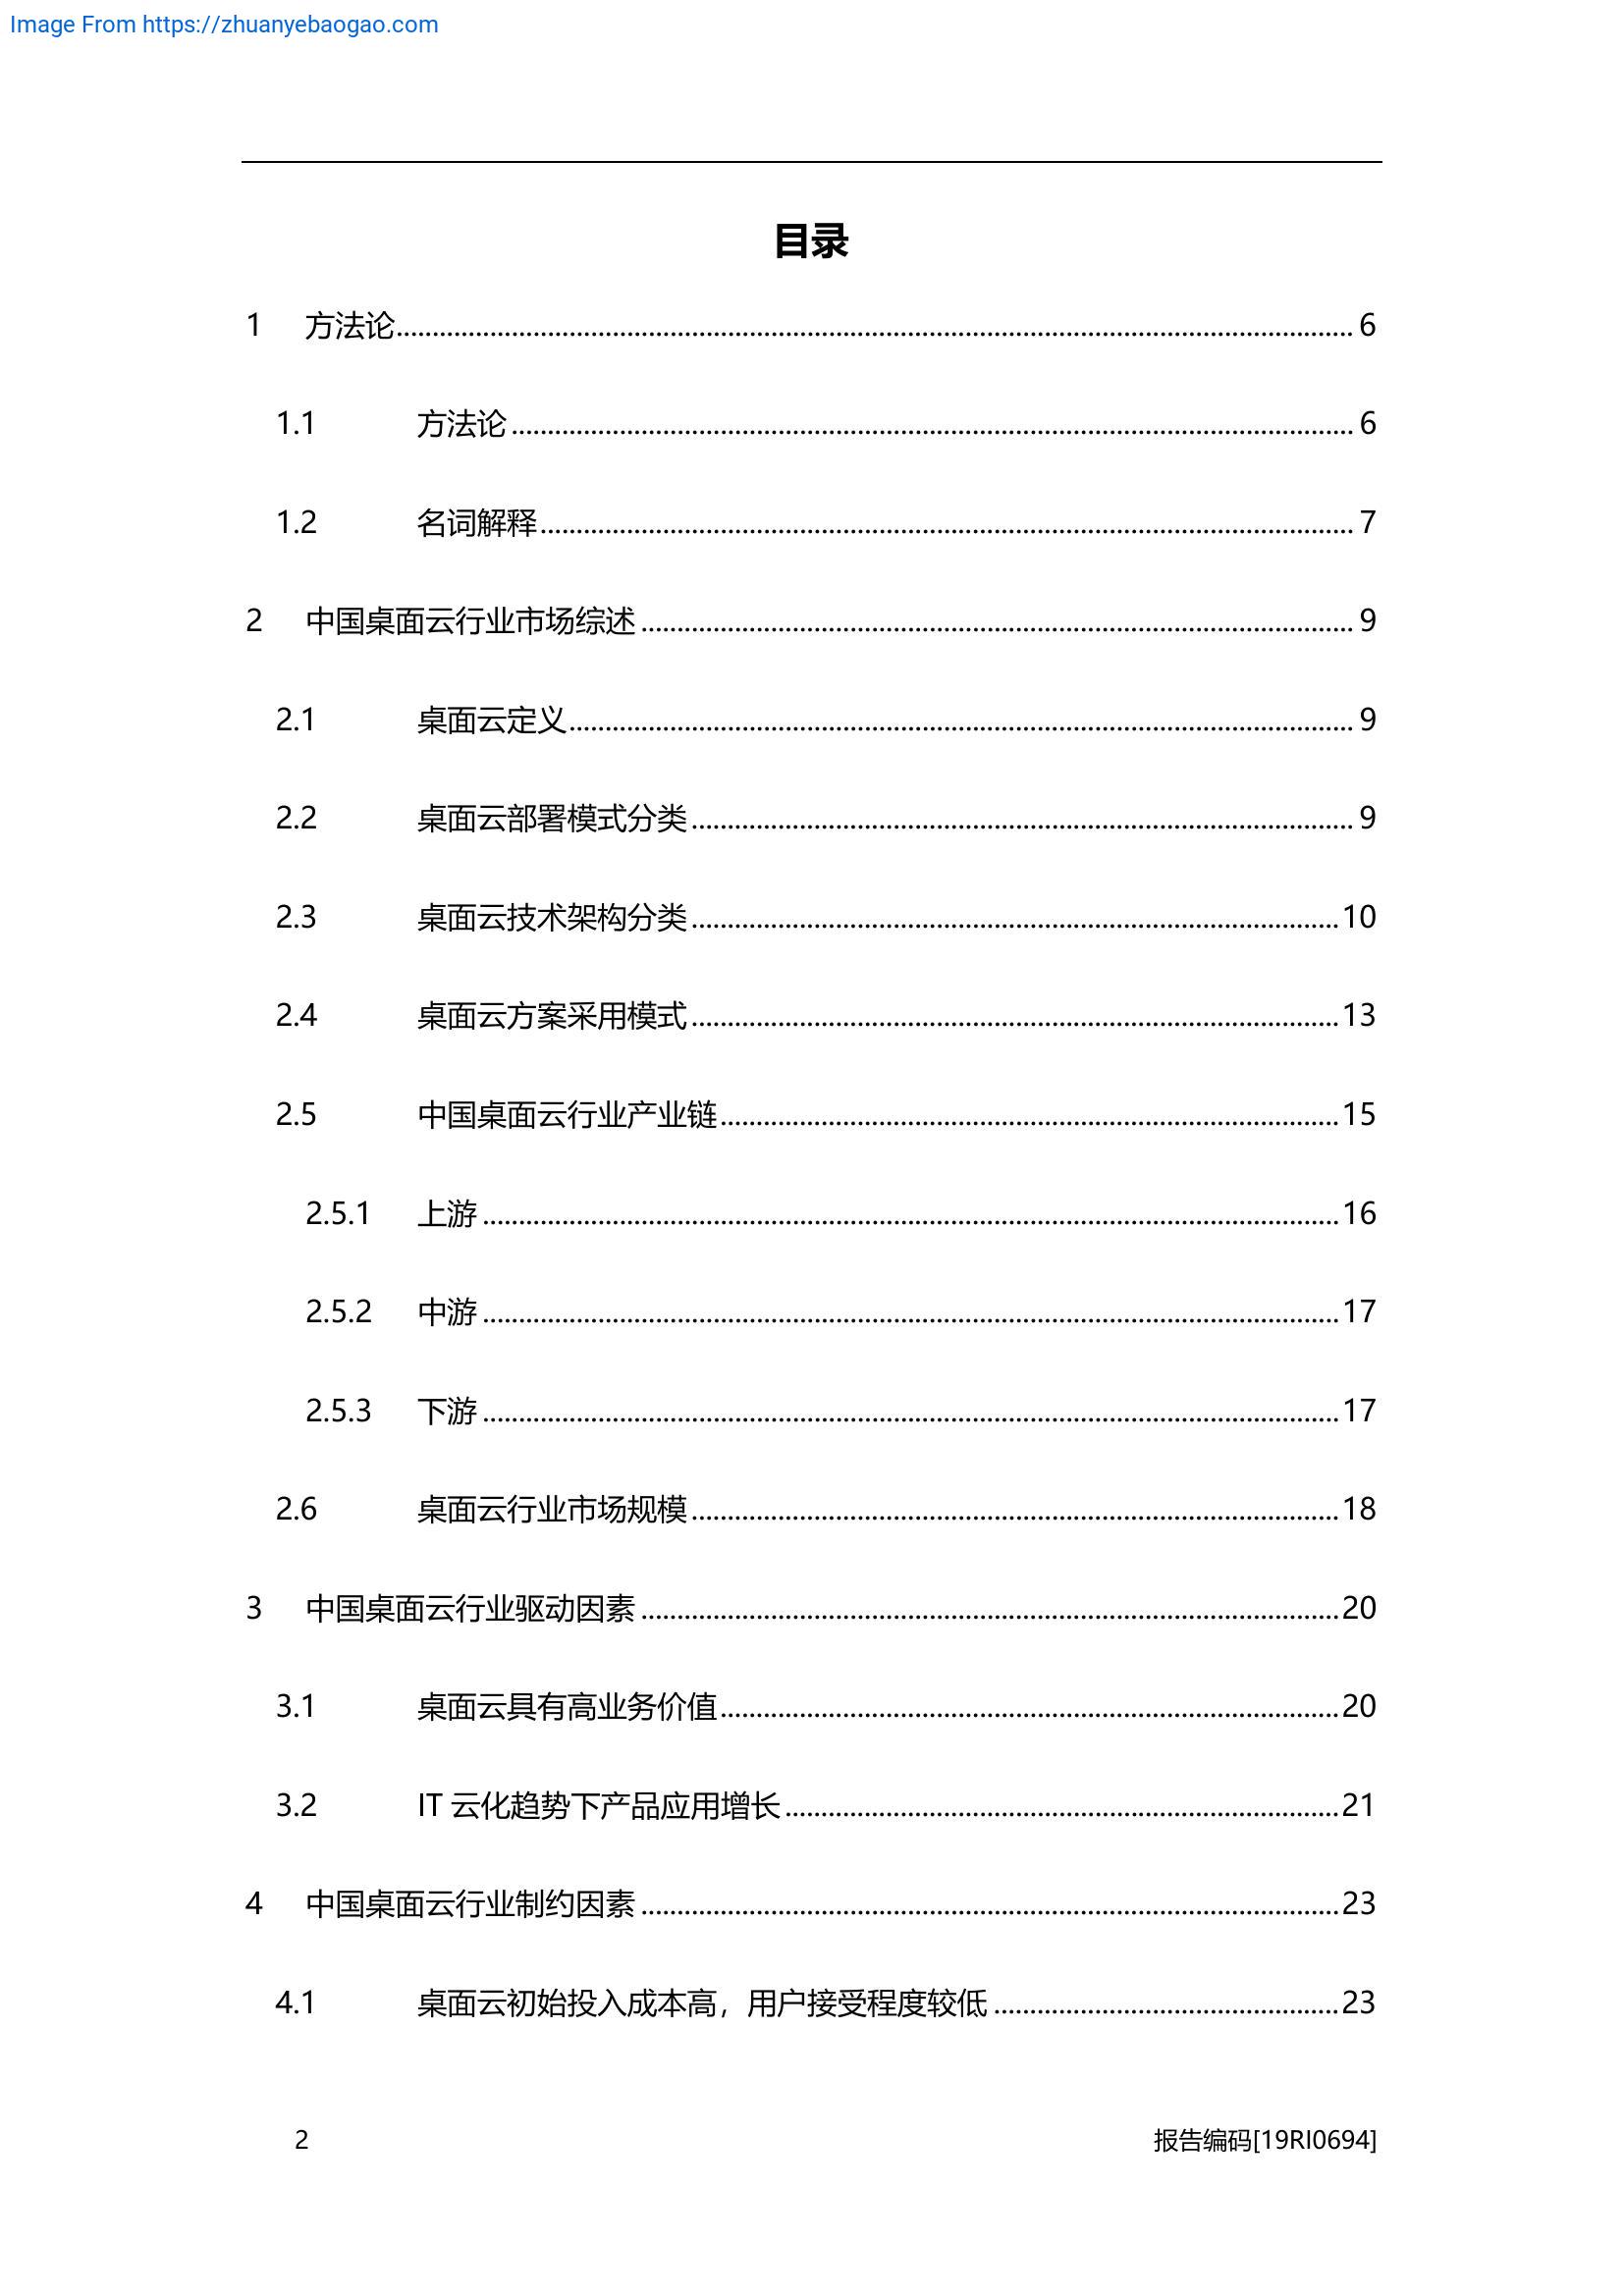 Image From https://zhuanyebaogao.com
目录
1 方法论 6
1.1 方法论 6
1.2 名词解释 7
2 中国桌面云行业市场综述 9
2.1 桌面云定义 9
2.2 桌面云部署模式分类 9
2.3 桌面云技术架构分类 10
2.4 桌面云方案采用模式 13
2.5 中国桌面云行业产业链 15
2.5.1 上游 16
2.5.2 中游 17
2.5.3 下游 17
2.6 桌面云行业市场规模 18
3 中国桌面云行业驱动因素 20
3.1 桌面云具有高业务价值 20
3.2 IT 云化趋势下产品应用增长 21
4 中国桌面云行业制约因素 23
4.1 桌面云初始投入成本高，用户接受程度较低 23
2 报告编码[19RI0694]